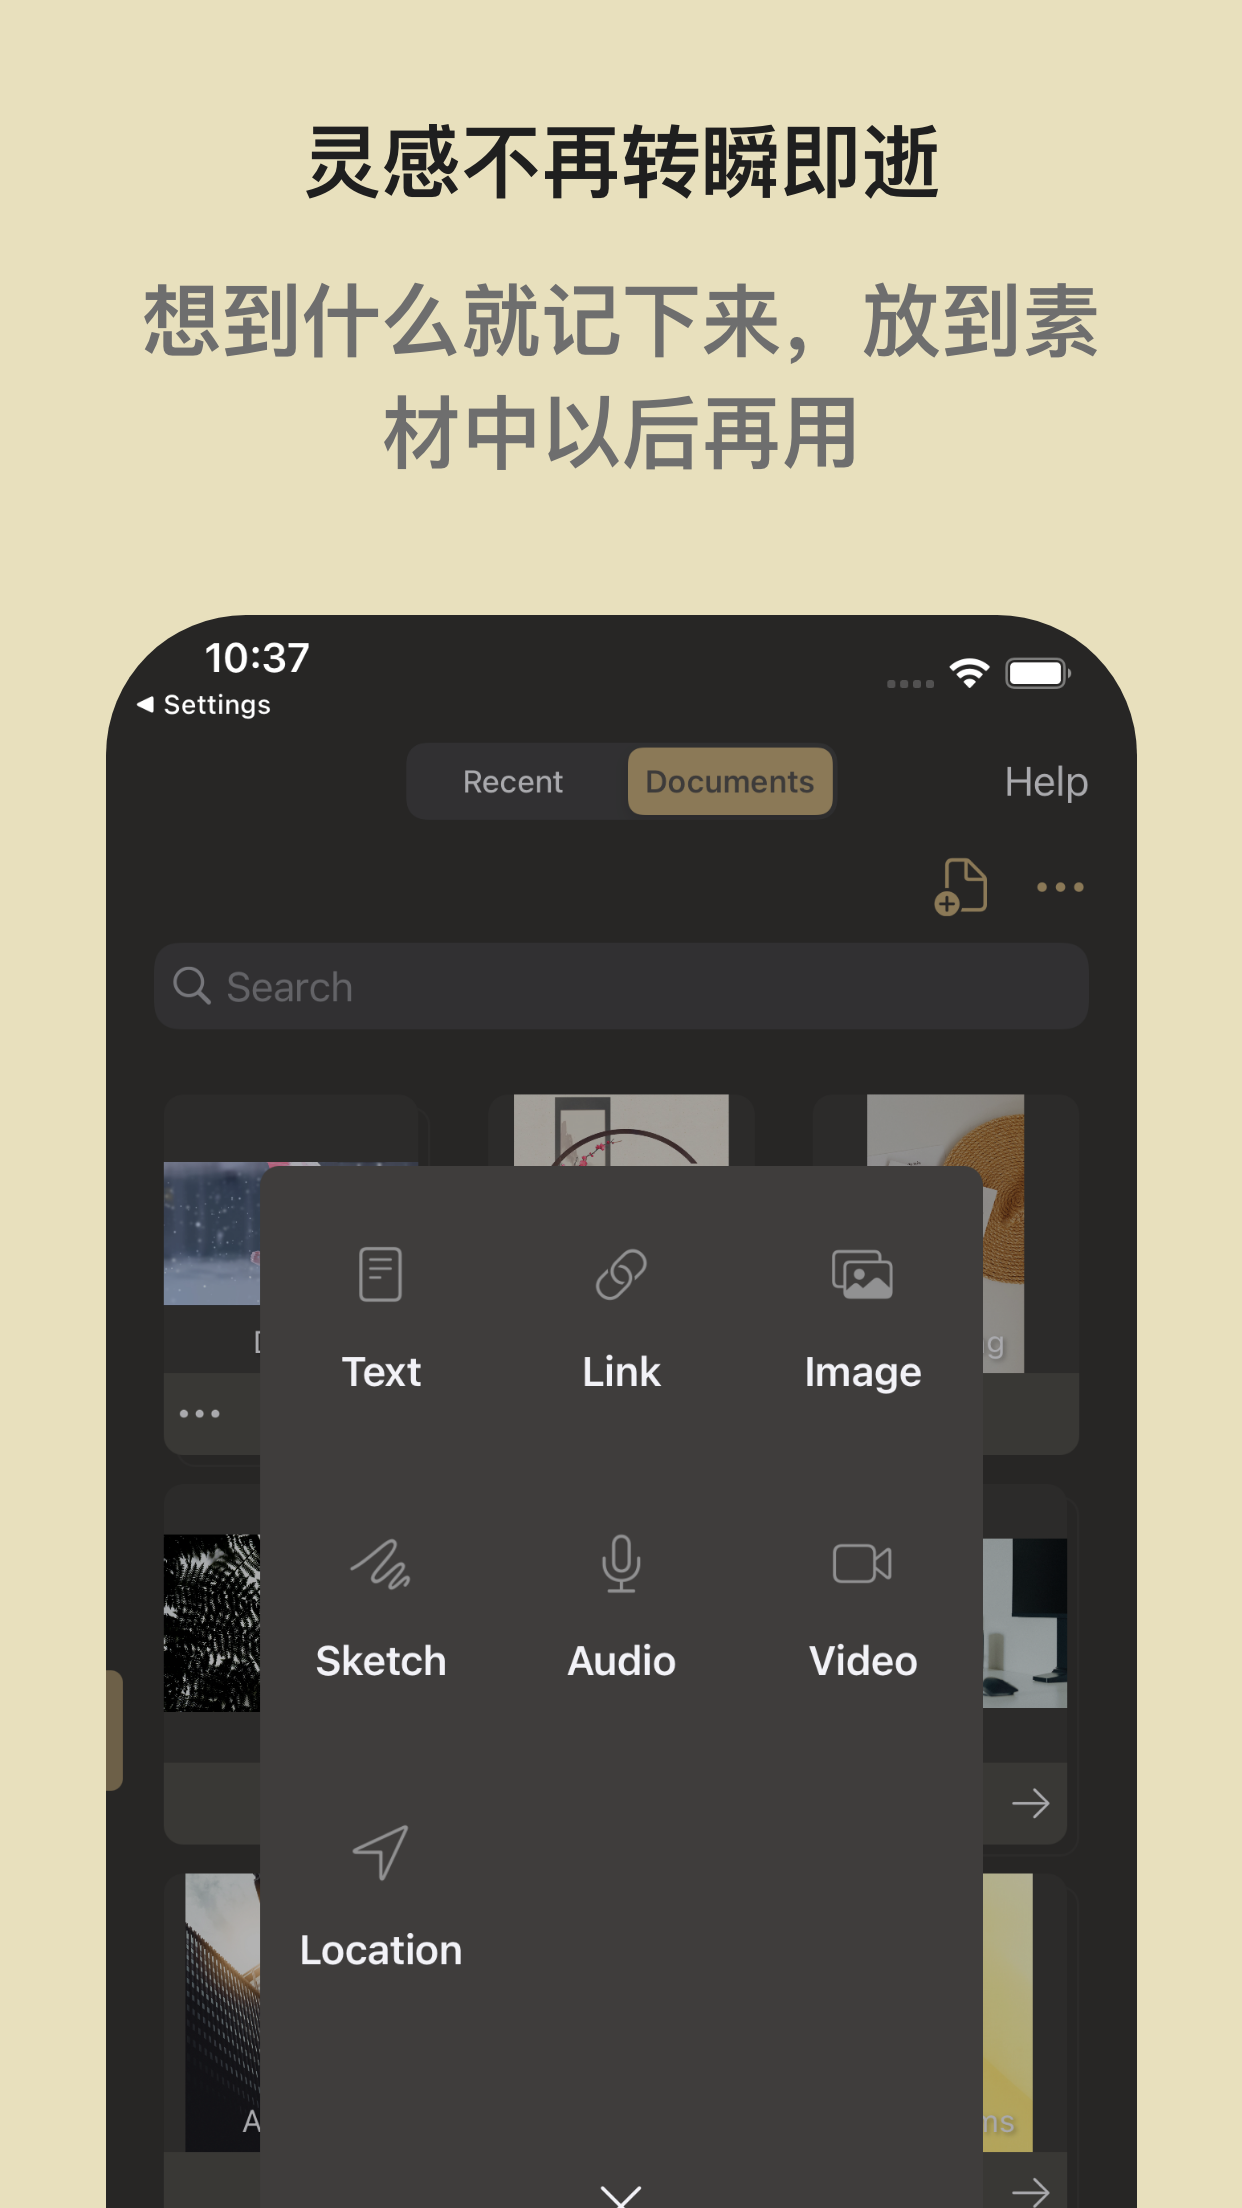 灵感不再转瞬即逝
想到什么就记下来，放到素
材中以后再用
10:37
Settings
Recent
Documents
Help
Search
Text
Link
Image
Sketch
Audio
Video
Location